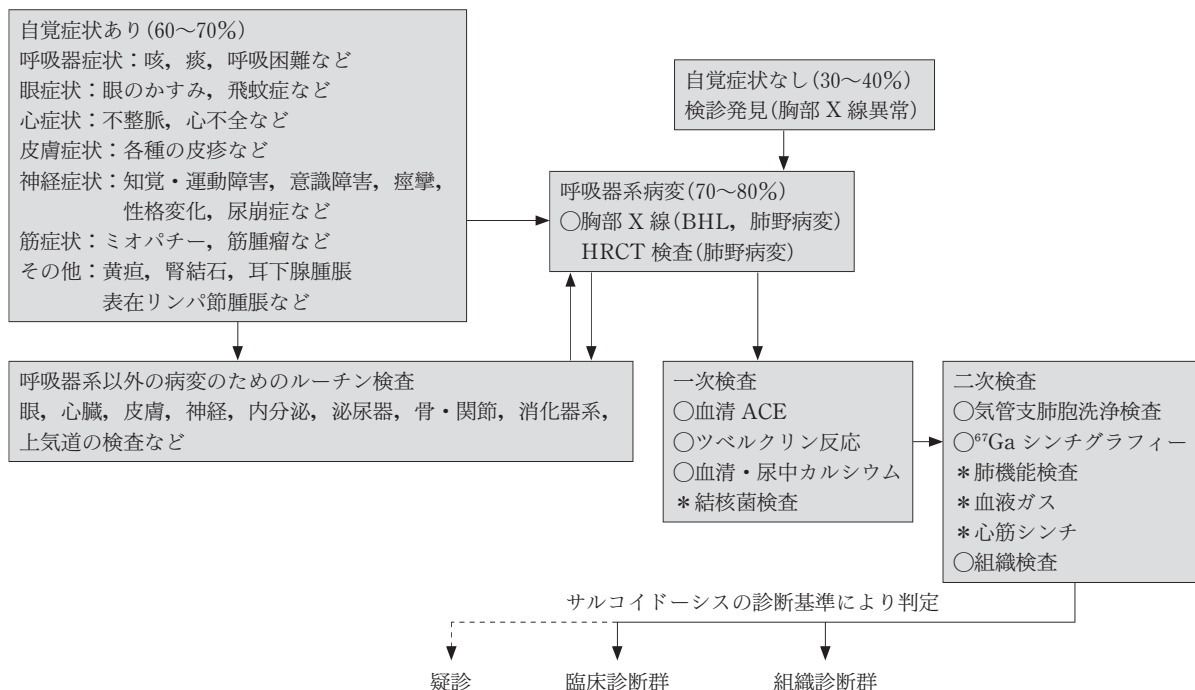 自覚症状あり(60〜70%)
呼吸器症状：咳，痰，呼吸困難など
眼症状：眼のかすみ，飛蚊症など
心症状：不整脈，心不全など
皮膚症状：各種の皮疹など
神経症状：知覚・運動障害，意識障害，痙攣，
性格変化，尿崩症など
筋症状：ミオパチー，筋腫瘤など
その他：黄疸，腎結石，耳下腺腫脹
表在リンパ節腫脹など
自覚症状なし(30〜40%)
検診発見(胸部 X 線異常)
呼吸器系病変(70〜80%)
○胸部 X 線(BHL，肺野病変)
HRCT 検査(肺野病変)
呼吸器系以外の病変のためのルーチン検査
眼，心臓，皮膚，神経，内分泌，泌尿器，骨・関節，消化器系，
上気道の検査など
一次検査
○血清 ACE
○ツベルクリン反応
○血清・尿中カルシウム
＊結核菌検査
二次検査
○気管支肺胞洗浄検査
○⁶⁷Ga シンチグラフィー
＊肺機能検査
＊血液ガス
＊心筋シンチ
○組織検査
サルコイドーシスの診断基準により判定
疑診
臨床診断群
組織診断群